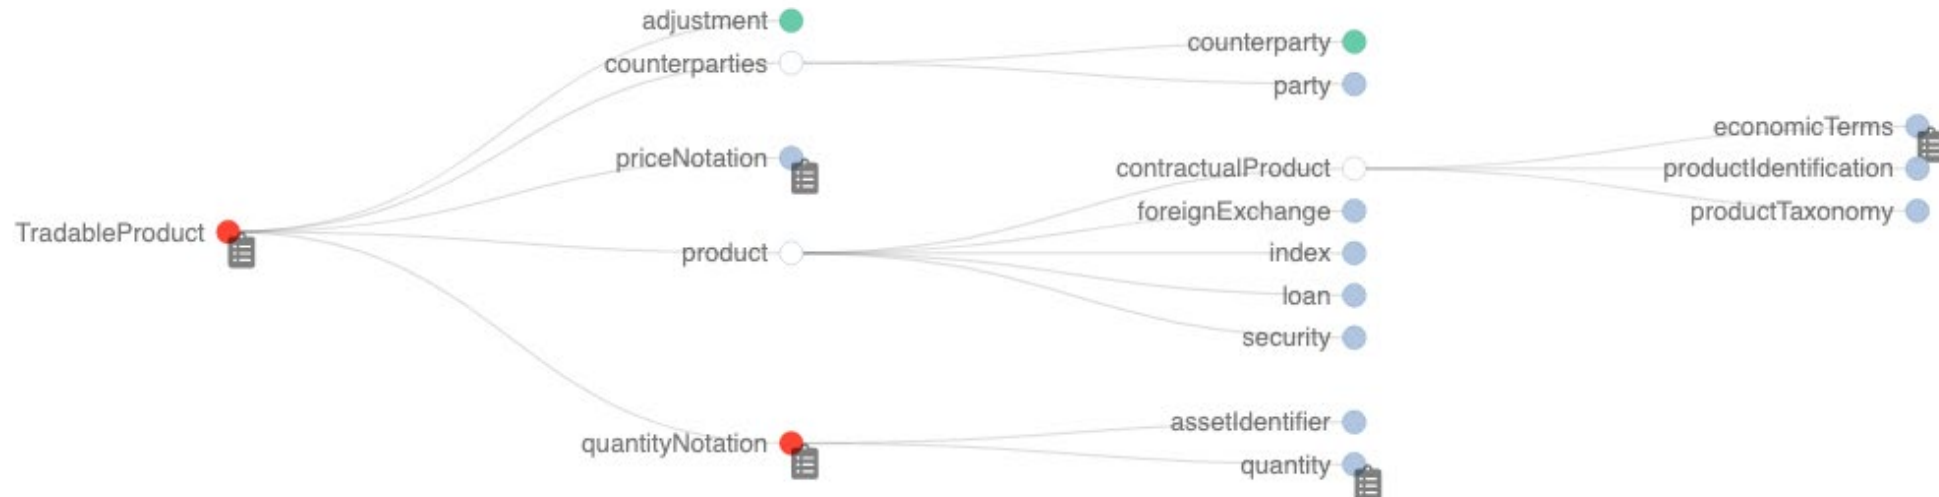 TradableProduct
adjustment
counterparties
priceNotation
product
quantityNotation
counterparty
party
contractualProduct
foreignExchange
index
loan
security
assetIdentifier
quantity
economicTerms
productIdentification
productTaxonomy